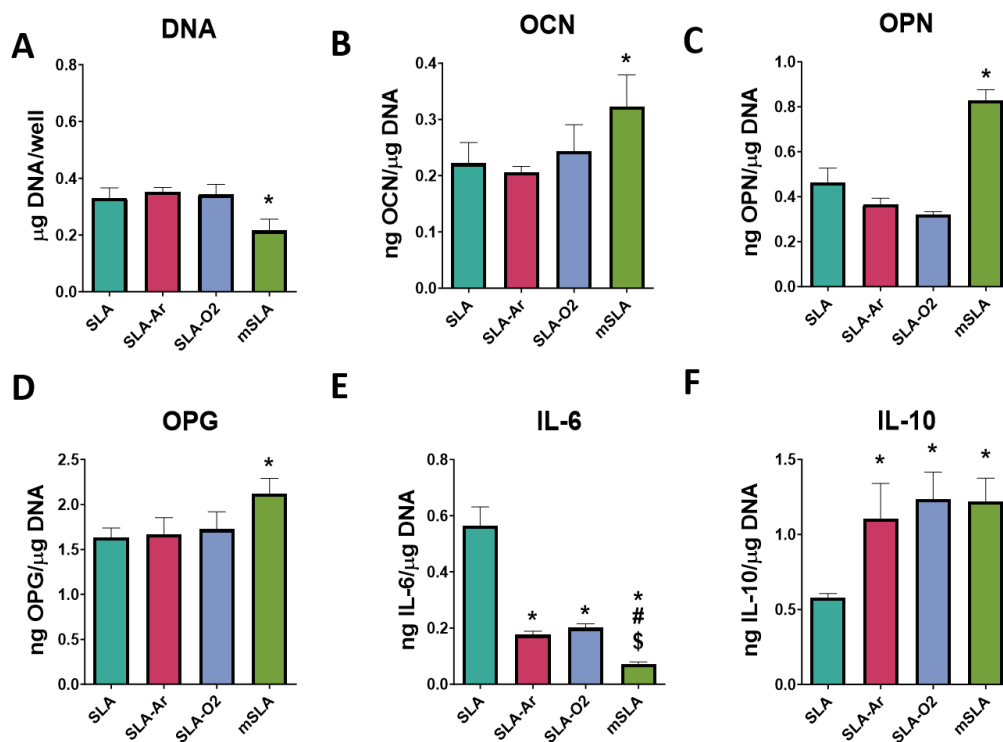 A
DNA
μg DNA/well
0.8
0.6
0.4
0.2
0.0
*
SLA
SLA-Ar
SLA-O2
mSLA
B
OCN
ng OCN/μg DNA
0.4
0.3
0.2
0.1
0.0
*
SLA
SLA-Ar
SLA-O2
mSLA
C
OPN
ng OPN/μg DNA
1.0
0.8
0.6
0.4
0.2
0.0
*
SLA
SLA-Ar
SLA-O2
mSLA
D
OPG
ng OPG/μg DNA
2.5
2.0
1.5
1.0
0.5
0.0
*
SLA
SLA-Ar
SLA-O2
mSLA
E
IL-6
ng IL-6/μg DNA
0.8
0.6
0.4
0.2
0.0
*
*
*
#
$
SLA
SLA-Ar
SLA-O2
mSLA
F
IL-10
ng IL-10/μg DNA
1.5
1.0
0.5
0.0
*
*
*
SLA
SLA-Ar
SLA-O2
mSLA